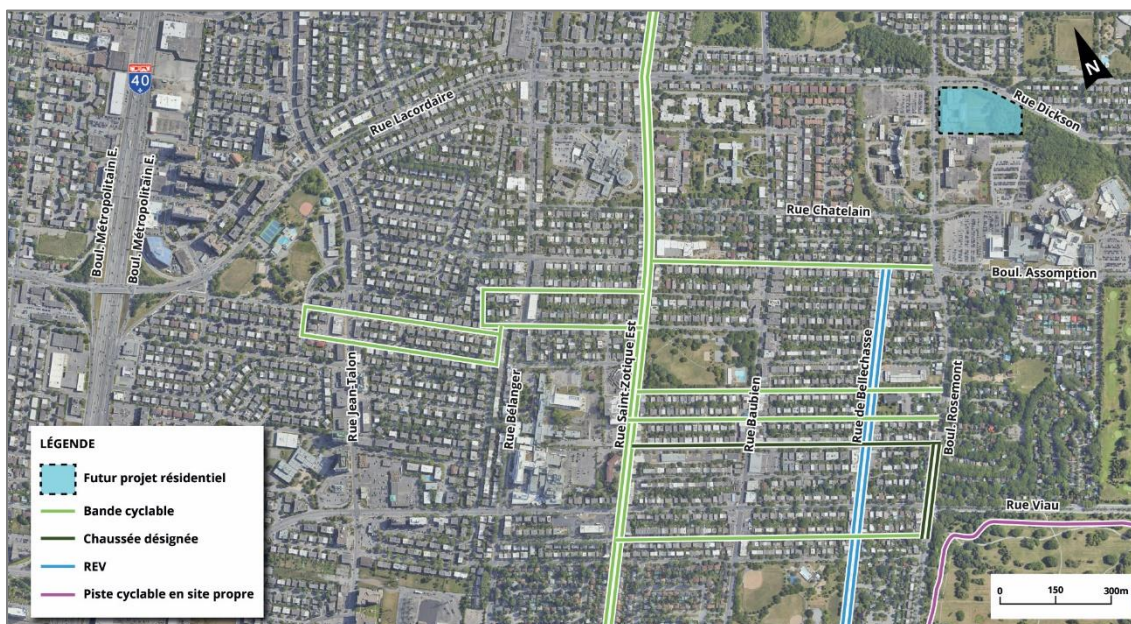 40
N
Rue Dickson
Rue Lacordaire
Boul. Métropolitain E.
Boul. Métropolitain E.
Rue Chatelain
Boul. Assomption
Rue Jean-Talon
Rue Bélanger
Rue Saint-Zotique Est
Rue Baubien
Rue de Bellechasse
Boul. Rosemont
Rue Viau
LÉGENDE
Futur projet résidentiel
Bande cyclable
Chaussée désignée
REV
Piste cyclable en site propre
0 150 300m